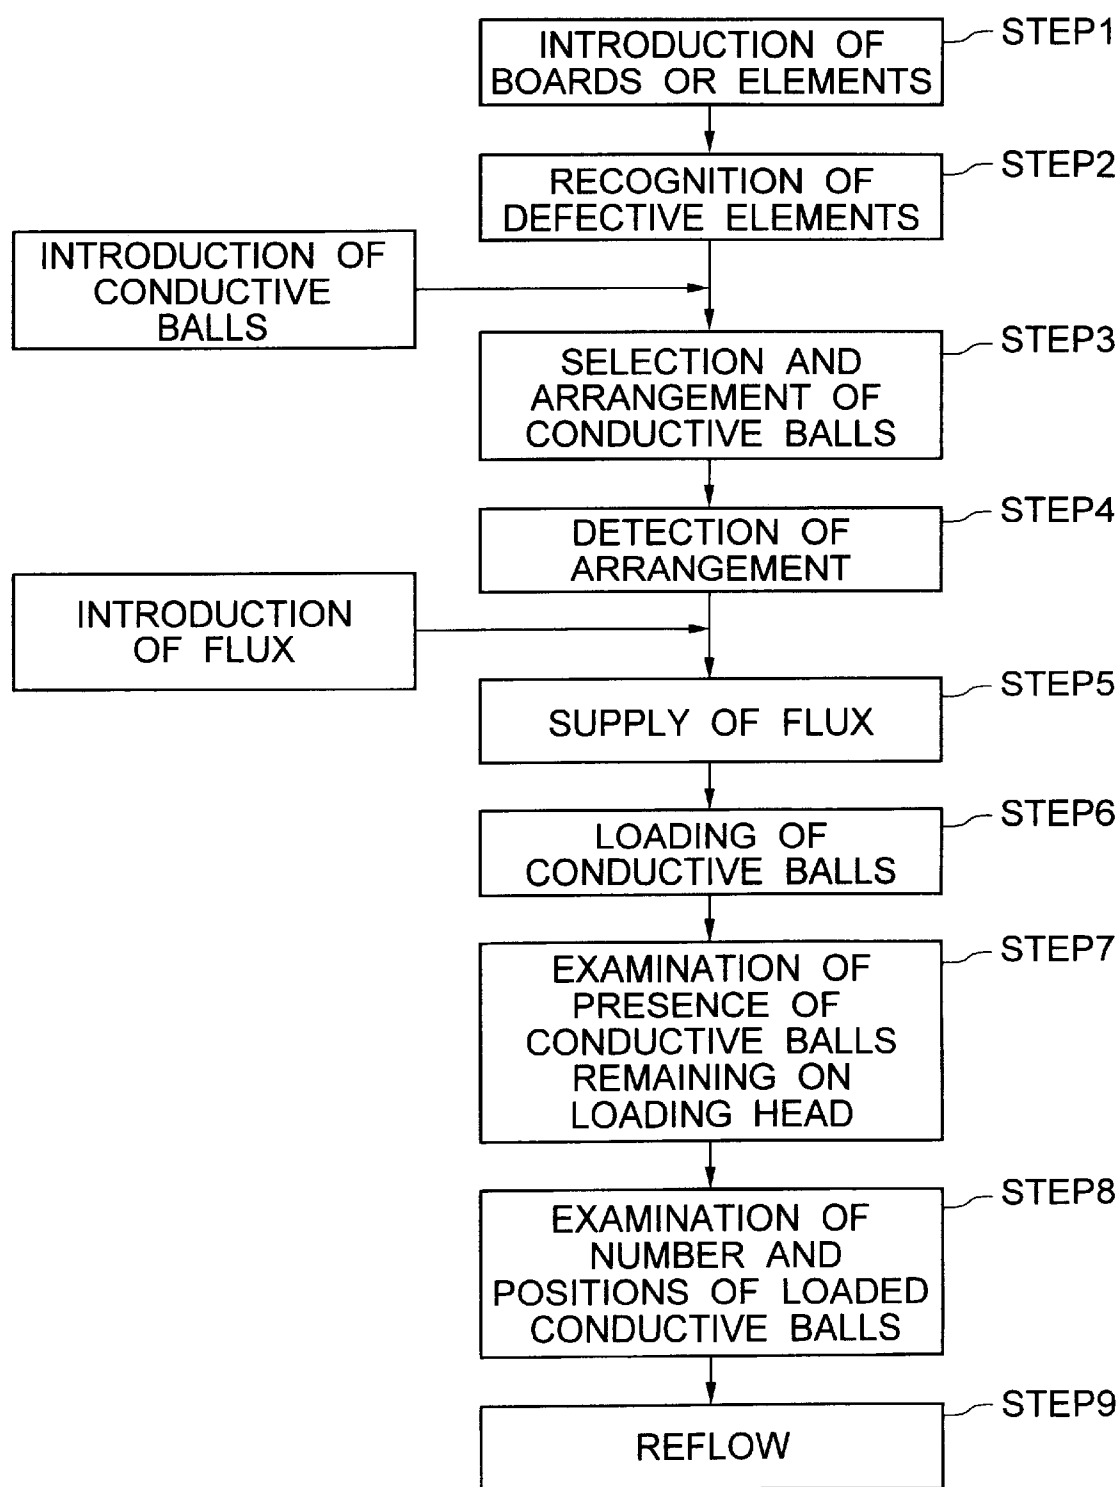 INTRODUCTION OF
BOARDS OR ELEMENTS
STEP1
RECOGNITION OF
DEFECTIVE ELEMENTS
STEP2
INTRODUCTION OF
CONDUCTIVE
BALLS
SELECTION AND
ARRANGEMENT OF
CONDUCTIVE BALLS
STEP3
DETECTION OF
ARRANGEMENT
STEP4
INTRODUCTION
OF FLUX
SUPPLY OF FLUX
STEP5
LOADING OF
CONDUCTIVE BALLS
STEP6
EXAMINATION OF
PRESENCE OF
CONDUCTIVE BALLS
REMAINING ON
LOADING HEAD
STEP7
EXAMINATION OF
NUMBER AND
POSITIONS OF LOADED
CONDUCTIVE BALLS
STEP8
REFLOW
STEP9